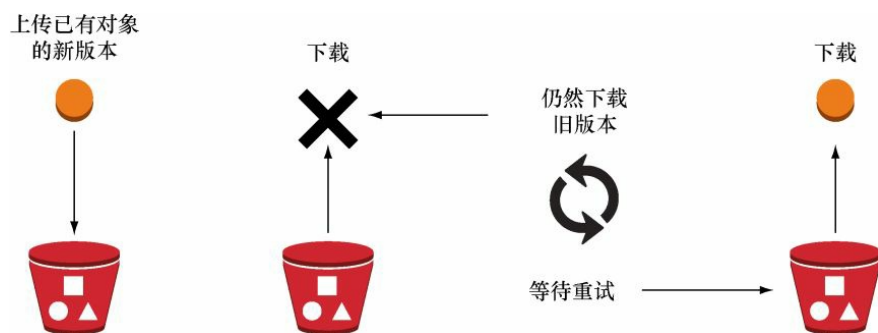 上传已有对象
的新版本
下载
仍然下载
旧版本
等待重试
下载